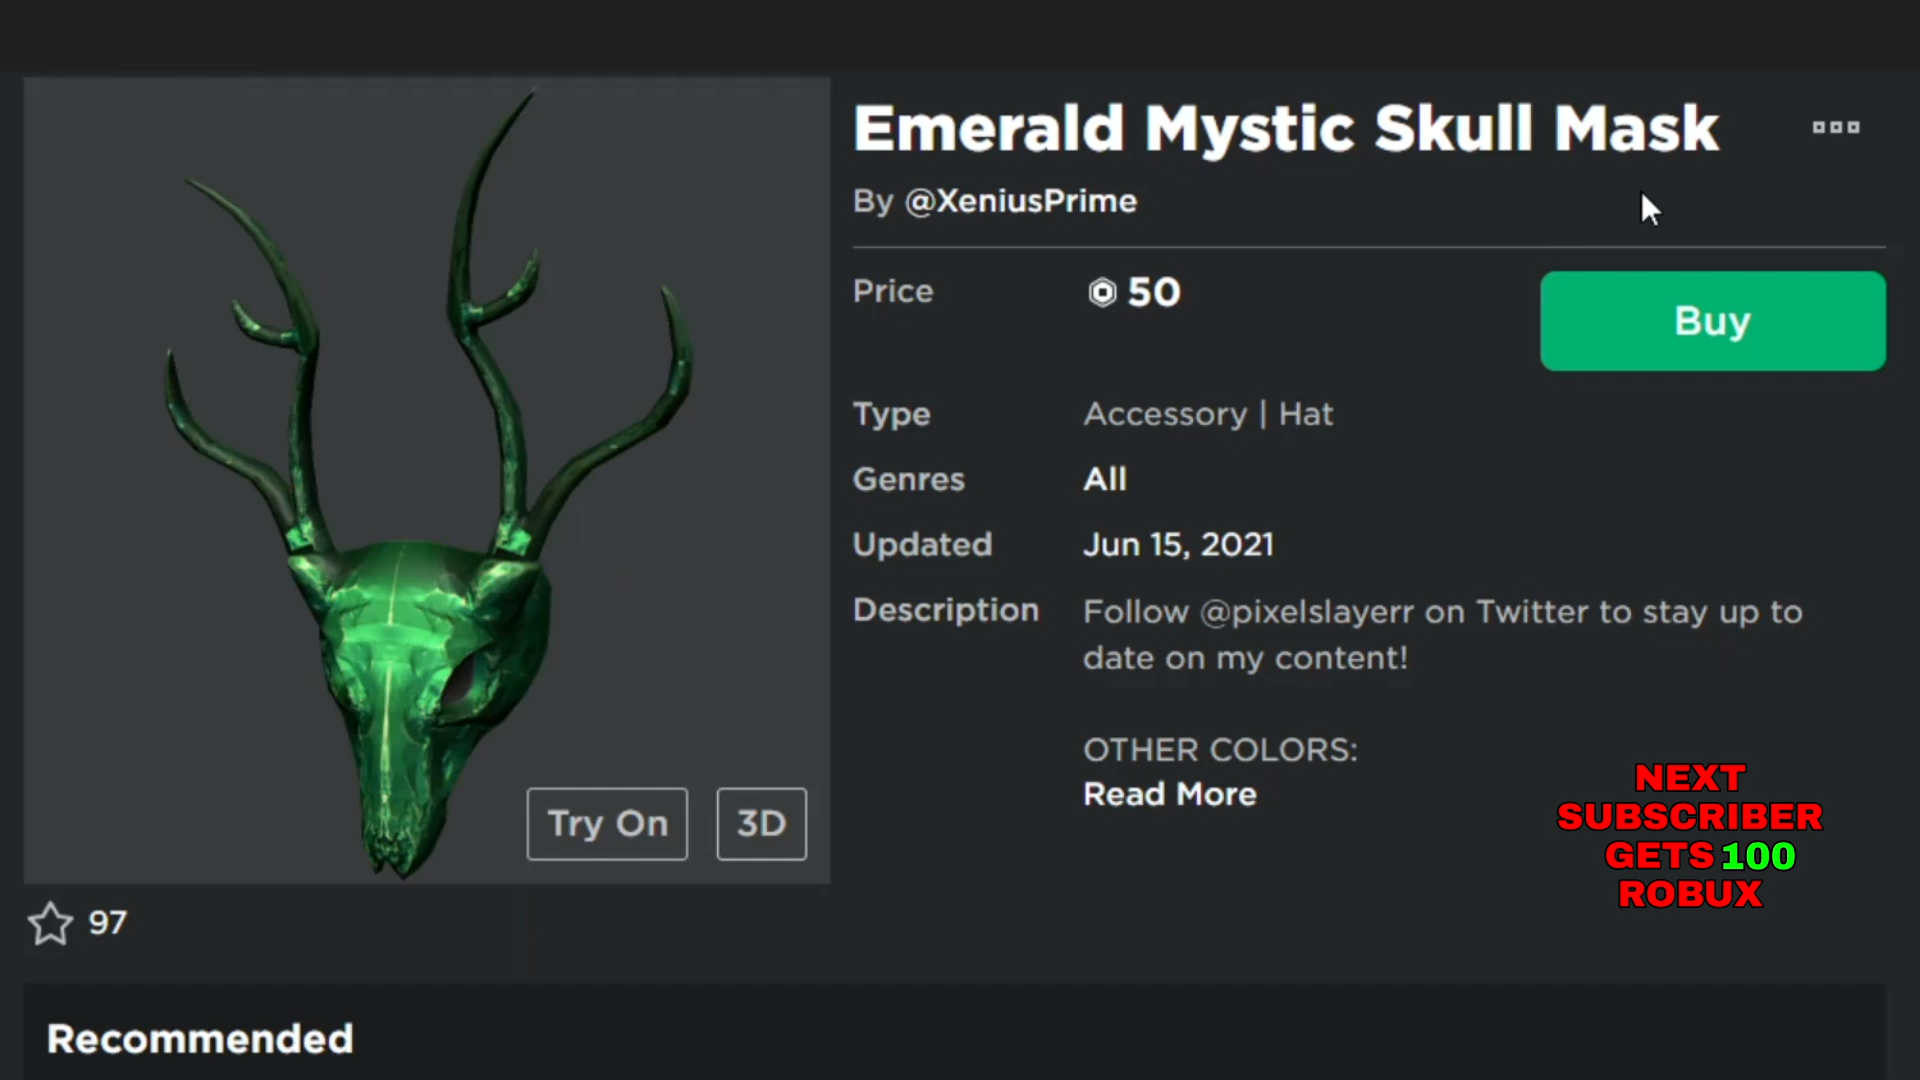 Emerald Mystic Skull Mask
By @XeniusPrime
Price 50
Buy
Type Accessory | Hat
Genres All
Updated Jun 15, 2021
Description Follow @pixelslayerr on Twitter to stay up to
date on my content!
OTHER COLORS:
Read More
Try On 3D
97
NEXT
SUBSCRIBER
GETS 100
ROBUX
Recommended